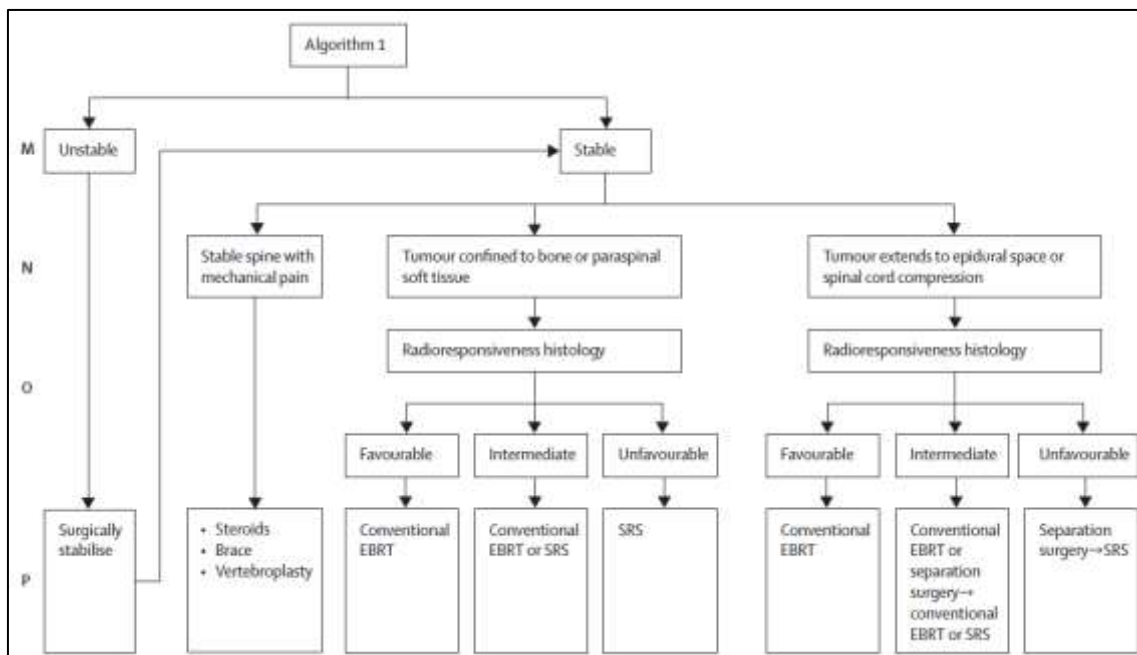 Algorithm 1
M
Unstable
Stable
N
Stable spine with
mechanical pain
Tumour confined to bone or paraspinal
soft tissue
Tumour extends to epidural space or
spinal cord compression
Radioresponsiveness histology
Radioresponsiveness histology
O
Favourable
Intermediate
Unfavourable
Favourable
Intermediate
Unfavourable
P
Surgically
stabilise
• Steroids
• Brace
• Vertebroplasty
Conventional
EBRT
Conventional
EBRT or SRS
SRS
Conventional
EBRT
Conventional
EBRT or
separation
surgery→
conventional
EBRT or SRS
Separation
surgery→SRS